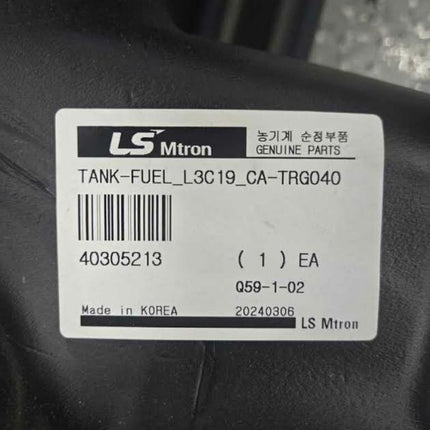 LS Mtron
농기계 순정부품
GENUINE PARTS
TANK-FUEL_L3C19_CA-TRG040
40305213 ( 1 ) EA
Q59-1-02
Made in KOREA 20240306
LS Mtron